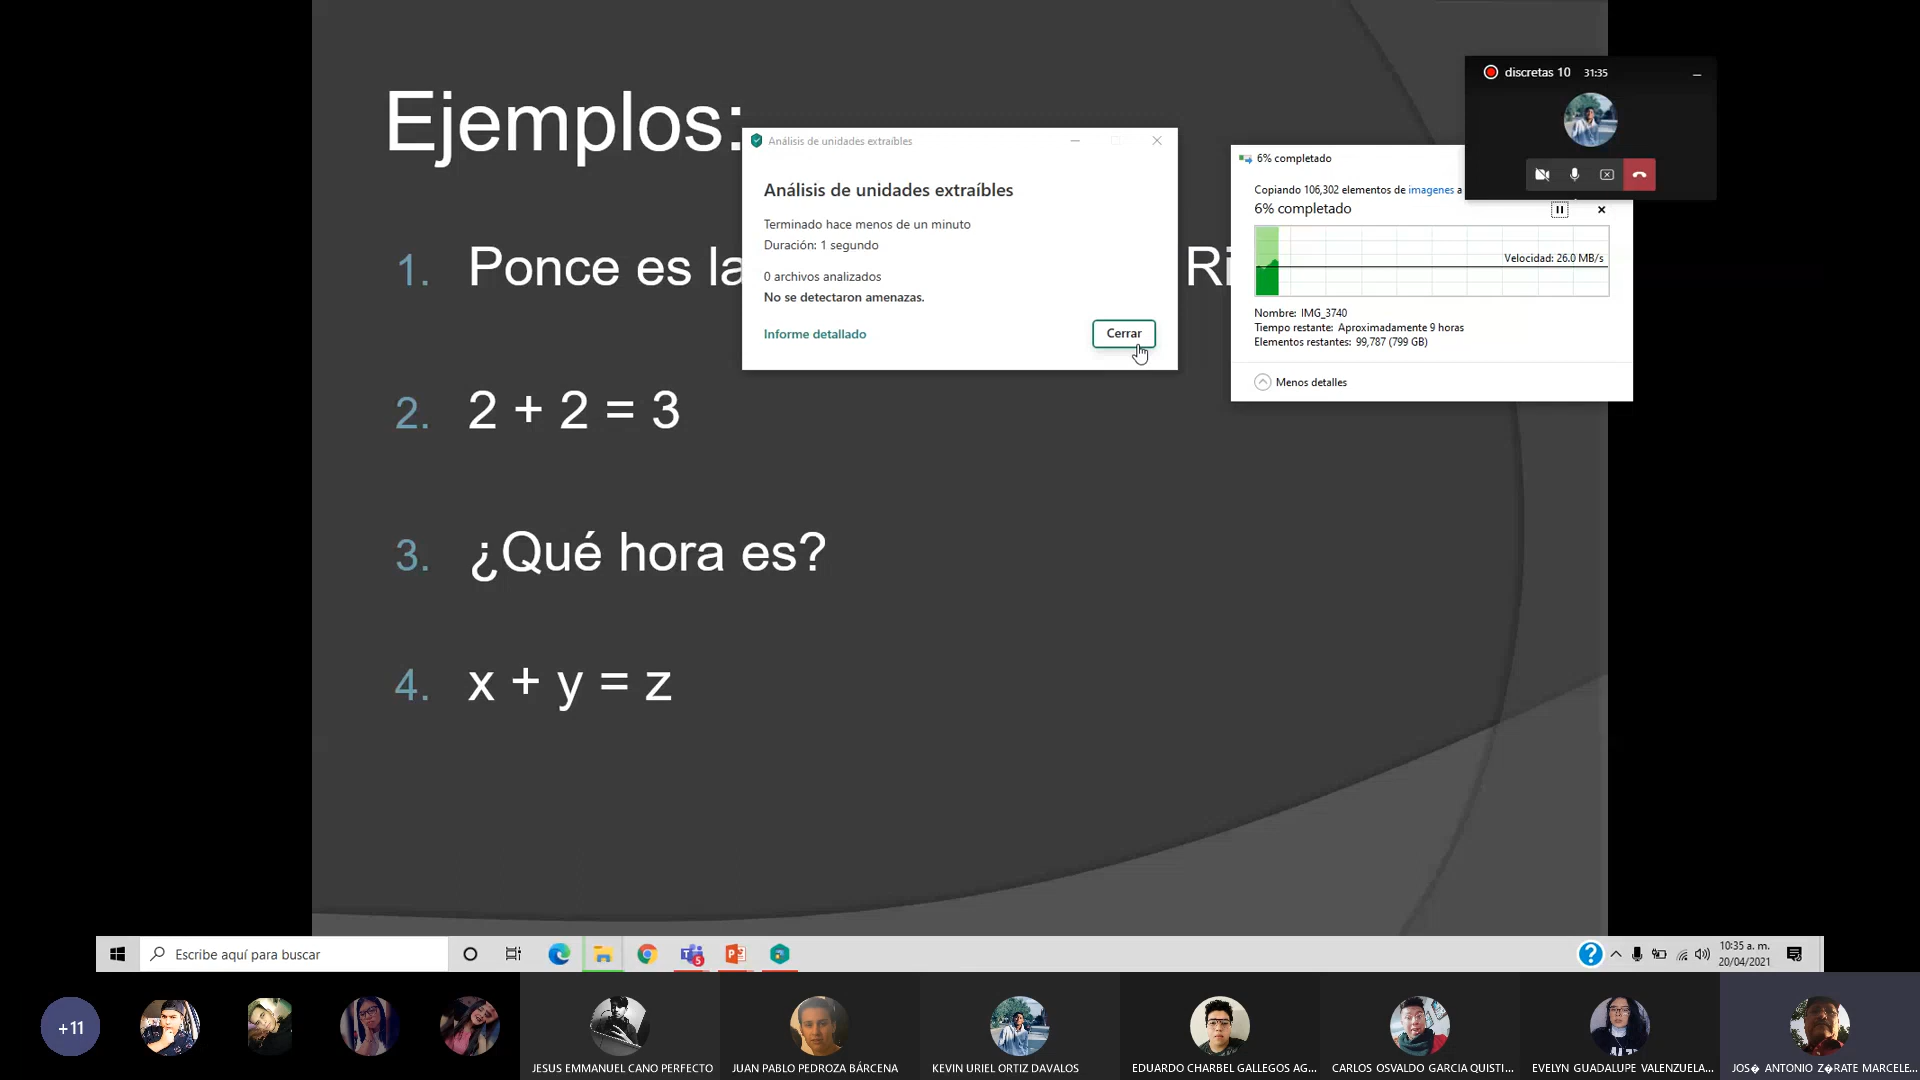 Ejemplos:
1. Ponce es la
2. 2 + 2 = 3
3. ¿Qué hora es?
4. x + y = z
Análisis de unidades extraíbles
Análisis de unidades extraíbles
Terminado hace menos de un minuto
Duración: 1 segundo
0 archivos analizados
No se detectaron amenazas.
Informe detallado
Cerrar
6% completado
Copiando 106,302 elementos de imagenes a
6% completado
Velocidad: 26.0 MB/s
Nombre: IMG_3740
Tiempo restante: Aproximadamente 9 horas
Elementos restantes: 99,787 (799 GB)
Menos detalles
discretas 10 31:35
Escribe aquí para buscar
5
10:35 a. m.
20/04/2021
+11
JESUS EMMANUEL CANO PERFECTO
JUAN PABLO PEDROZA BÁRCENA
KEVIN URIEL ORTIZ DAVALOS
EDUARDO CHARBEL GALLEGOS AG...
CARLOS OSVALDO GARCIA QUISTI...
EVELYN GUADALUPE VALENZUELA...
JOS� ANTONIO Z�RATE MARCELE...